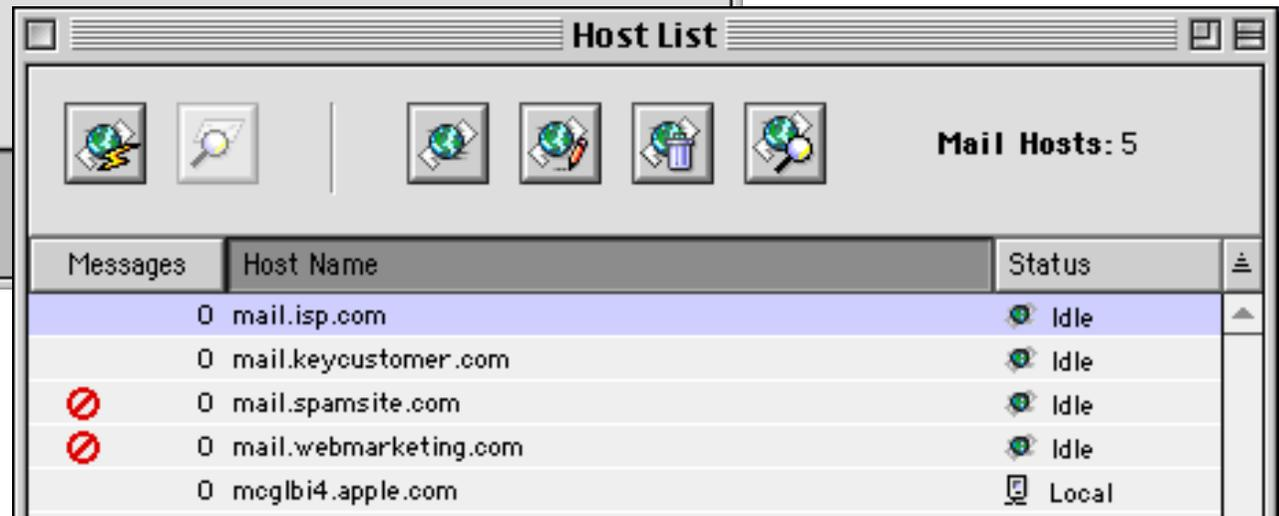 Host List
Mail Hosts: 5
Messages Host Name Status
0 mail.isp.com Idle
0 mail.keycustomer.com Idle
0 mail.spamsite.com Idle
0 mail.webmarketing.com Idle
0 mcglbi4.apple.com Local